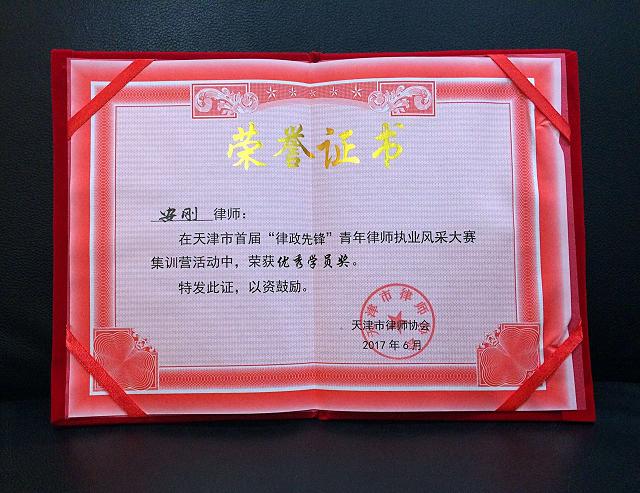 荣誉证书
安刚 律师：
在天津市首届“律政先锋”青年律师执业风采大赛
集训营活动中，荣获优秀学员奖。
特发此证，以资鼓励。
天津市律师协会
天津市律师协会
2017年6月